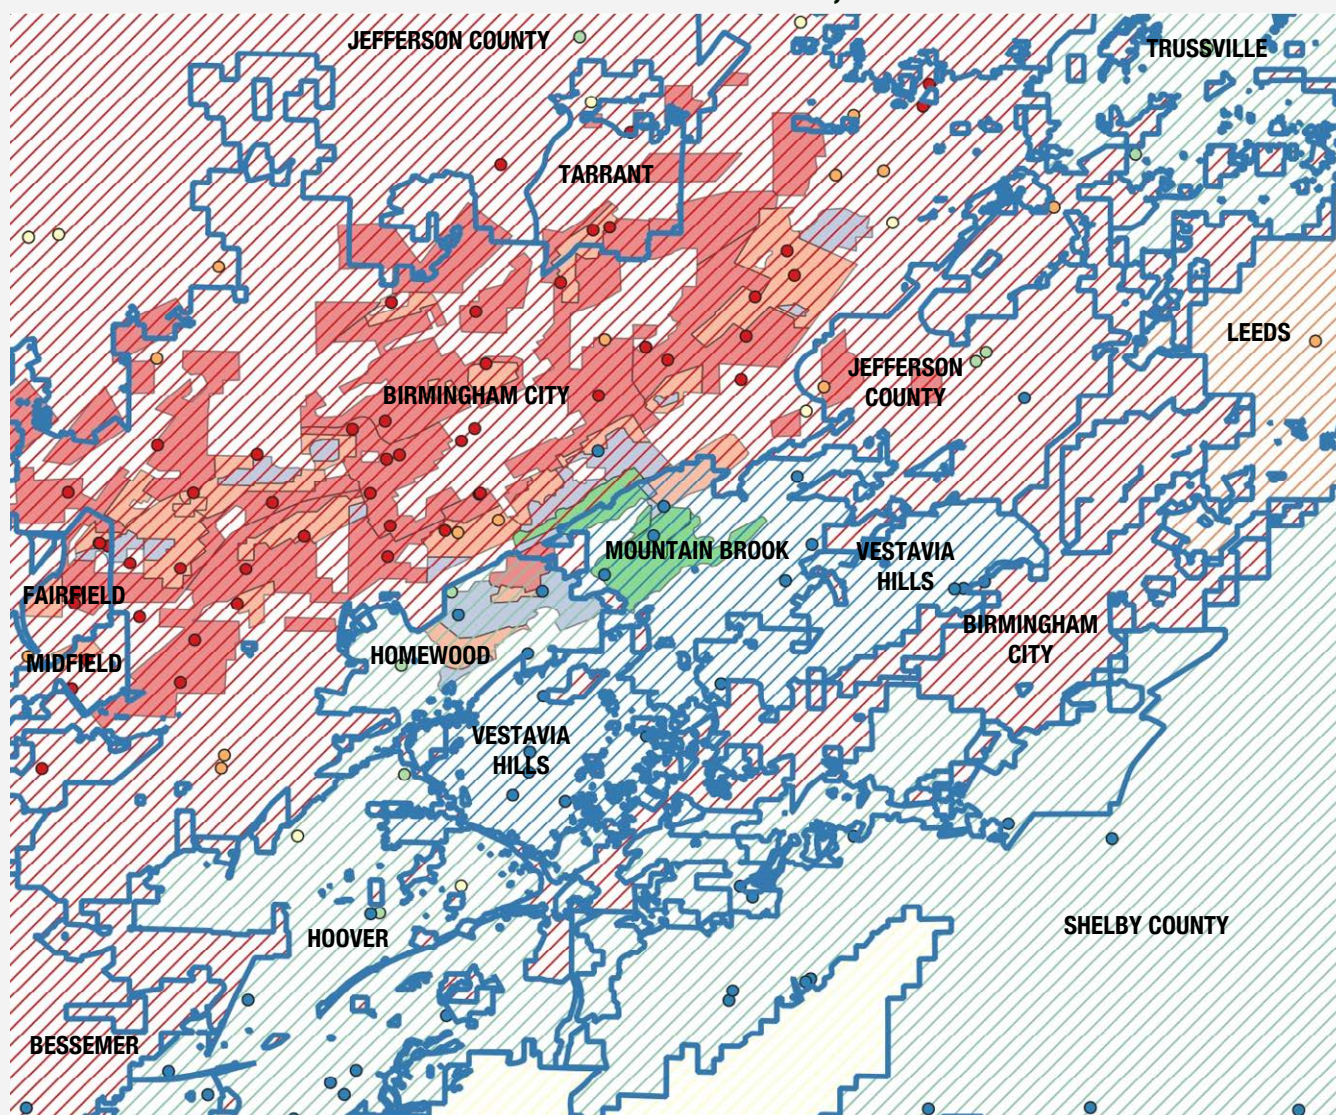 JEFFERSON COUNTY
TRUSSVILLE
TARRANT
LEEDS
JEFFERSON
COUNTY
BIRMINGHAM CITY
MOUNTAIN BROOK
VESTAVIA
HILLS
FAIRFIELD
BIRMINGHAM
CITY
HOMEWOOD
MIDFIELD
VESTAVIA
HILLS
SHELBY COUNTY
HOOVER
BESSEMER